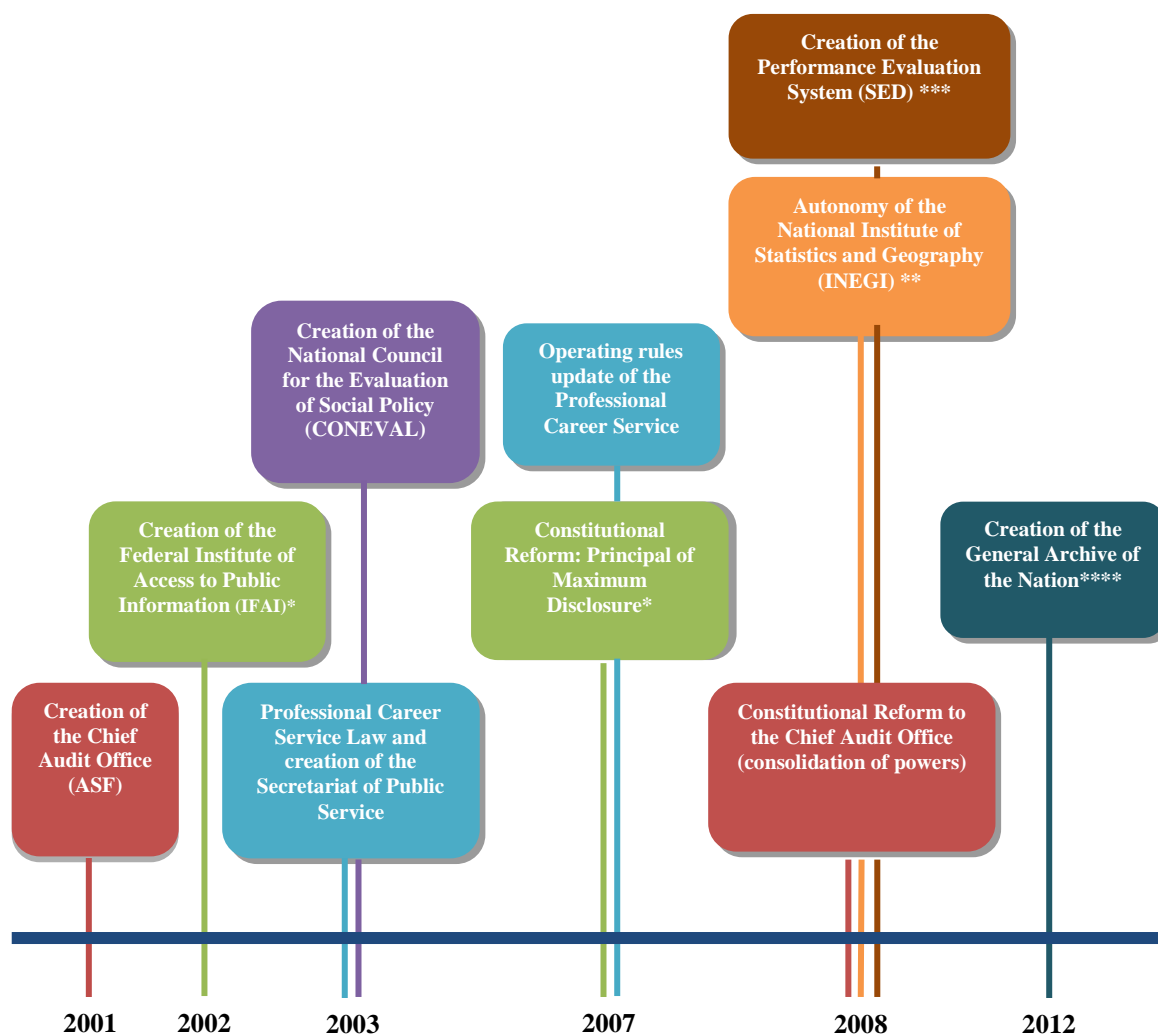 Creation of the
Performance Evaluation
System (SED) ***
Autonomy of the
National Institute of
Statistics and Geography
(INEGI) **
Creation of the
National Council
for the Evaluation
of Social Policy
(CONEVAL)
Operating rules
update of the
Professional
Career Service
Creation of the
Federal Institute of
Access to Public
Information (IFAI)*
Constitutional
Reform: Principal of
Maximum
Disclosure*
Creation of the
General Archive of
the Nation****
Creation of
the Chief
Audit Office
(ASF)
Professional Career
Service Law and
creation of the
Secretariat of Public
Service
Constitutional Reform to
the Chief Audit Office
(consolidation of powers)
2001
2002
2003
2007
2008
2012